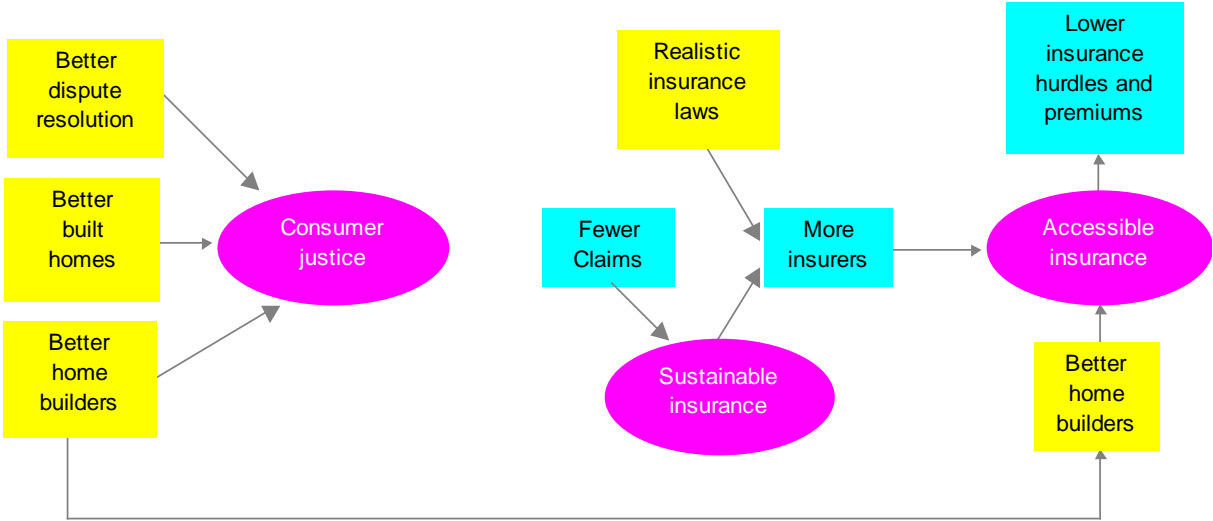 Better
dispute
resolution
Better
built
homes
Better
home
builders
Consumer
justice
Realistic
insurance
laws
Fewer
Claims
Sustainable
insurance
More
insurers
Lower
insurance
hurdles and
premiums
Accessible
insurance
Better
home
builders